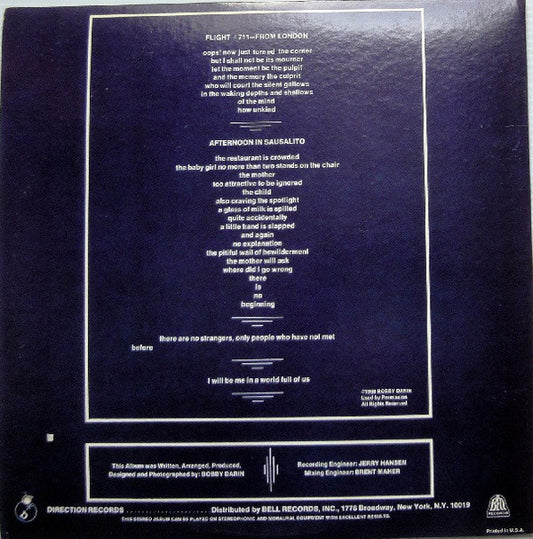 FLIGHT #711—FROM LONDON
oops' now just turned the corner
but I shall not be its mourner
let the moment be the pulpit
and the memory the culprit
who will court the silent gallows
in the waking depths and shallows
of the mind
how unkind
AFTERNOON IN SAUSALITO
the restaurant is crowded
the baby girl no more than two stands on the chair
the mother
too attractive to be ignored
the child
also craving the spotlight
a glass of milk is spilled
quite accidentally
a little hand is slapped
and again
no explanation
the pitiful wail of bewilderment
the mother will ask
where did I go wrong
there
is
no
beginning
there are no strangers, only people who have not met
before
I will be me in a world full of us
©1968 BOBBY DARIN
Used by Permission
All Rights Reserved
This Album was Written, Arranged, Produced,
Designed and Photographed by: BOBBY DARIN
Recording Engineer: JERRY HANSEN
Mixing Engineer: BRENT MAHER
DIRECTION RECORDS ..................... Distributed by BELL RECORDS, INC., 1776 Broadway, New York, N.Y. 10019
THIS STEREO ALBUM CAN BE PLAYED ON STEREOPHONIC AND MONAURAL EQUIPMENT WITH EXCELLENT RESULTS.
BELL
RECORDS
Printed in U.S.A.